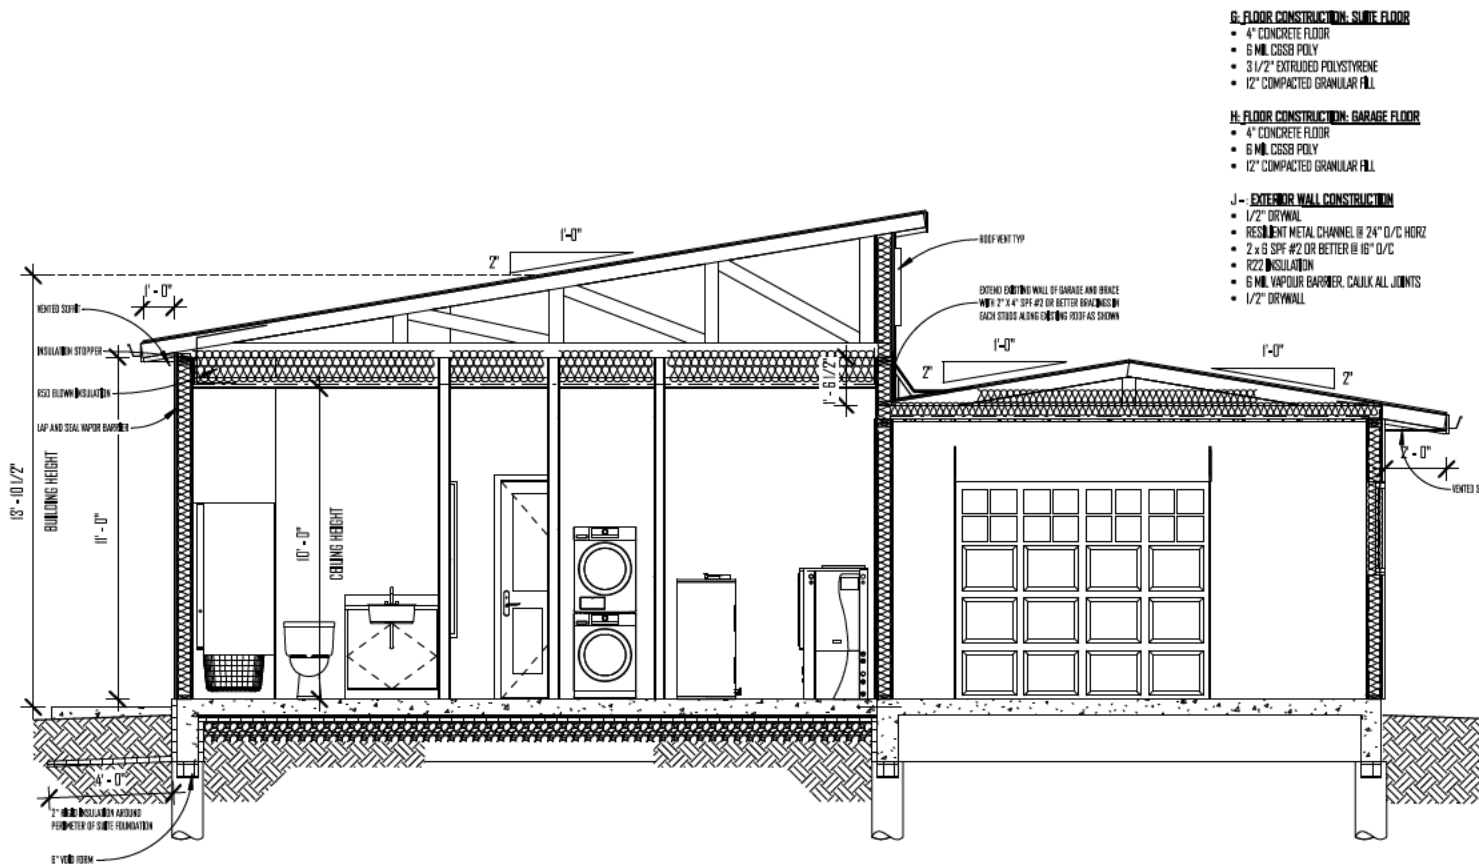 G: FLOOR CONSTRUCTION: SUITE FLOOR
• 4" CONCRETE FLOOR
• 6 MIL CGSB POLY
• 3 1/2" EXTRUDED POLYSTYRENE
• 12" COMPACTED GRANULAR FILL
H: FLOOR CONSTRUCTION: GARAGE FLOOR
• 4" CONCRETE FLOOR
• 6 MIL CGSB POLY
• 12" COMPACTED GRANULAR FILL
J -: EXTERIOR WALL CONSTRUCTION
• 1/2" DRYWAL
• RESILIENT METAL CHANNEL @ 24" O/C HORZ
• 2 x 6 SPF #2 OR BETTER @ 16" O/C
• R22 INSULATION
• 6 MIL VAPOUR BARRIER, CAULK ALL JOINTS
• 1/2" DRYWALL
1'-0"
2"
ROOF VENT TYP
1' - 0"
VENTED SOFFIT
EXTEND EXISTING WALL OF GARAGE AND BRACE
WITH 2" X 4" SPF #2 OR BETTER BRACINGS IN
EACH STUDS ALONG EXISTING ROOF AS SHOWN
INSULATION STOPPER
1'-0"
1'-0"
2"
2"
R50 BLOWN INSULATION
1' - 6 1/2"
LAP AND SEAL VAPOR BARRIER
13' - 10 1/2"
BUILDING HEIGHT
11' - 0"
10' - 0"
CEILING HEIGHT
2' - 0"
VENTED S
4' - 0"
2" RIGID INSULATION AROUND
PERIMETER OF SUITE FOUNDATION
6" VOID FORM